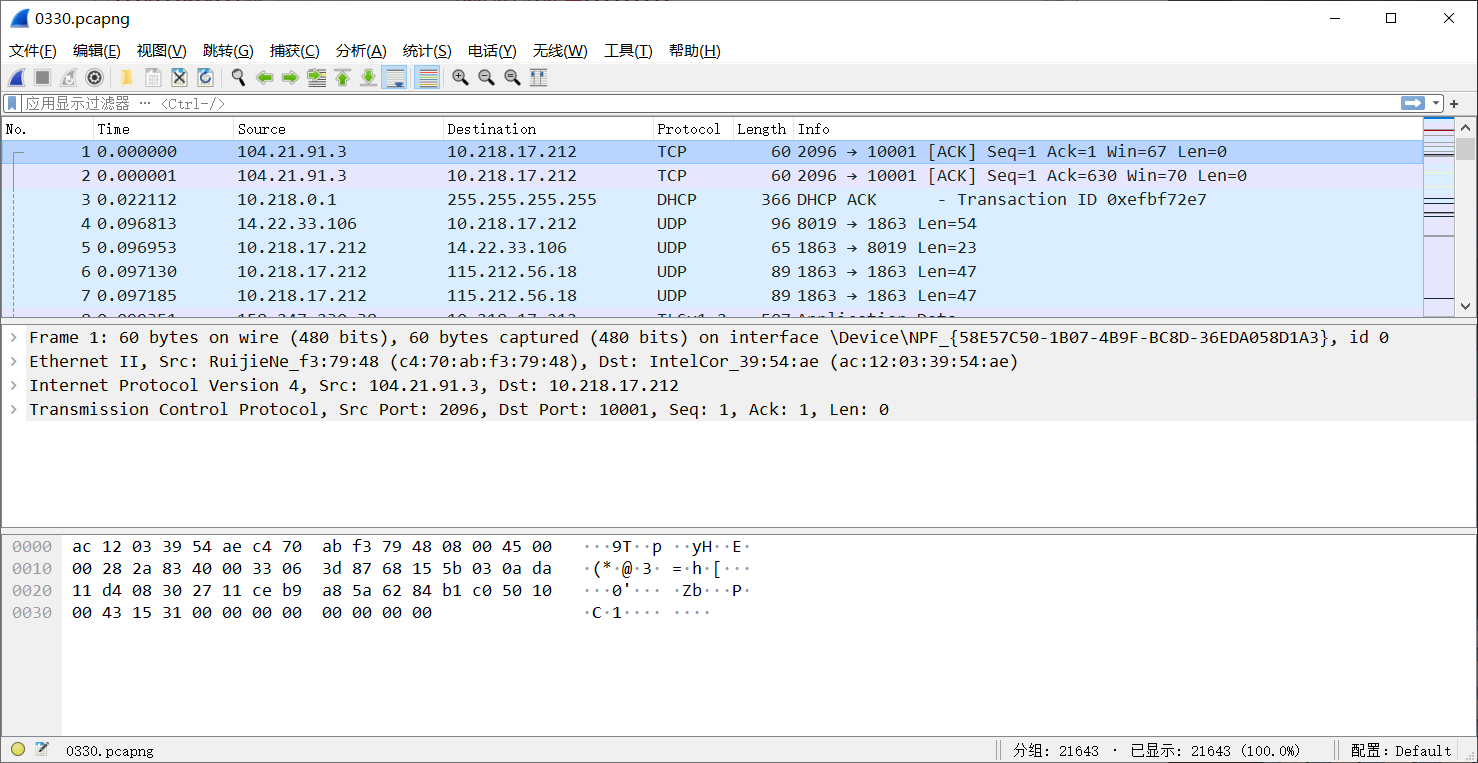 0330.pcapng
文件(F) 编辑(E) 视图(V) 跳转(G) 捕获(C) 分析(A) 统计(S) 电话(Y) 无线(W) 工具(T) 帮助(H)
应用显示过滤器 … <Ctrl-/>
No. Time Source Destination Protocol Length Info
1 0.000000 104.21.91.3 10.218.17.212 TCP 60 2096 → 10001 [ACK] Seq=1 Ack=1 Win=67 Len=0
2 0.000001 104.21.91.3 10.218.17.212 TCP 60 2096 → 10001 [ACK] Seq=1 Ack=630 Win=70 Len=0
3 0.022112 10.218.0.1 255.255.255.255 DHCP 366 DHCP ACK - Transaction ID 0xefbf72e7
4 0.096813 14.22.33.106 10.218.17.212 UDP 96 8019 → 1863 Len=54
5 0.096953 10.218.17.212 14.22.33.106 UDP 65 1863 → 8019 Len=23
6 0.097130 10.218.17.212 115.212.56.18 UDP 89 1863 → 1863 Len=47
7 0.097185 10.218.17.212 115.212.56.18 UDP 89 1863 → 1863 Len=47
Frame 1: 60 bytes on wire (480 bits), 60 bytes captured (480 bits) on interface \Device\NPF_{58E57C50-1B07-4B9F-BC8D-36EDA058D1A3}, id 0
Ethernet II, Src: RuijieNe_f3:79:48 (c4:70:ab:f3:79:48), Dst: IntelCor_39:54:ae (ac:12:03:39:54:ae)
Internet Protocol Version 4, Src: 104.21.91.3, Dst: 10.218.17.212
Transmission Control Protocol, Src Port: 2096, Dst Port: 10001, Seq: 1, Ack: 1, Len: 0
0000 ac 12 03 39 54 ae c4 70 ab f3 79 48 08 00 45 00 ···9T··p ··yH··E·
0010 00 28 2a 83 40 00 33 06 3d 87 68 15 5b 03 0a da ·(*·@·3· =·h·[···
0020 11 d4 08 30 27 11 ce b9 a8 5a 62 84 b1 c0 50 10 ···0'··· ·Zb···P·
0030 00 43 15 31 00 00 00 00 00 00 00 00 ·C·1···· ····
0330.pcapng 分组: 21643 · 已显示: 21643 (100.0%) 配置: Default